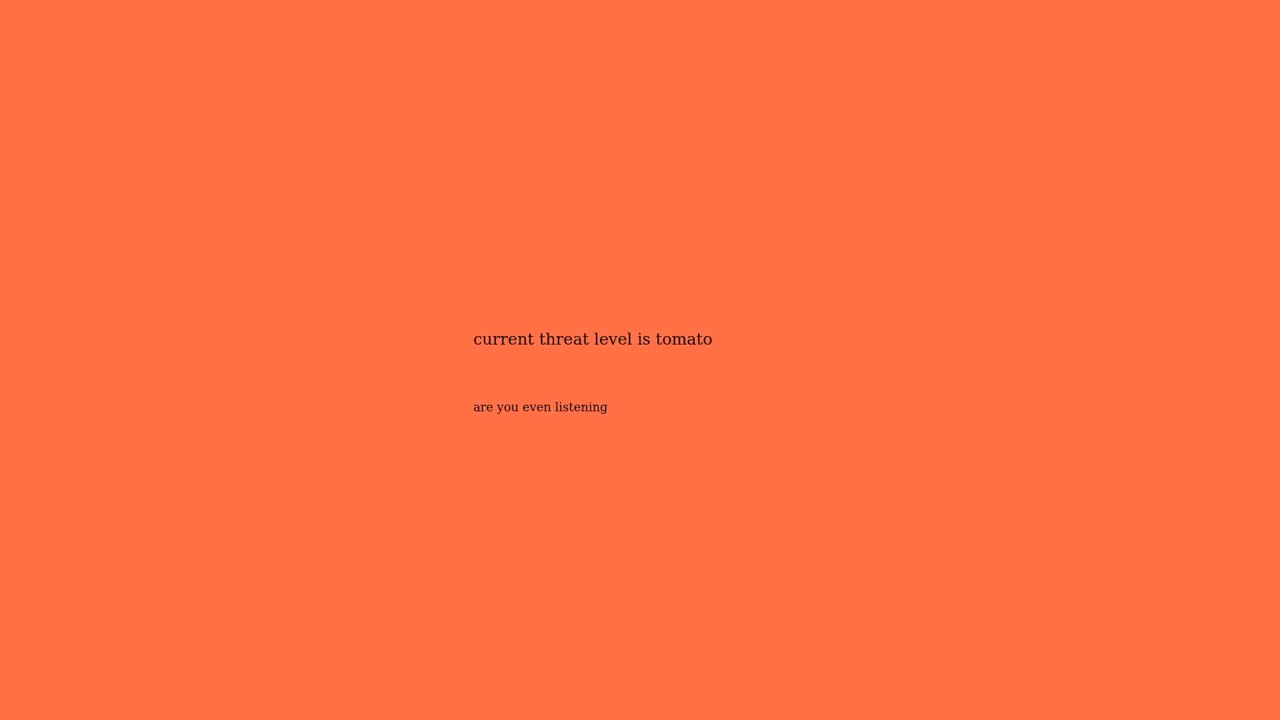 current threat level is tomato
are you even listening